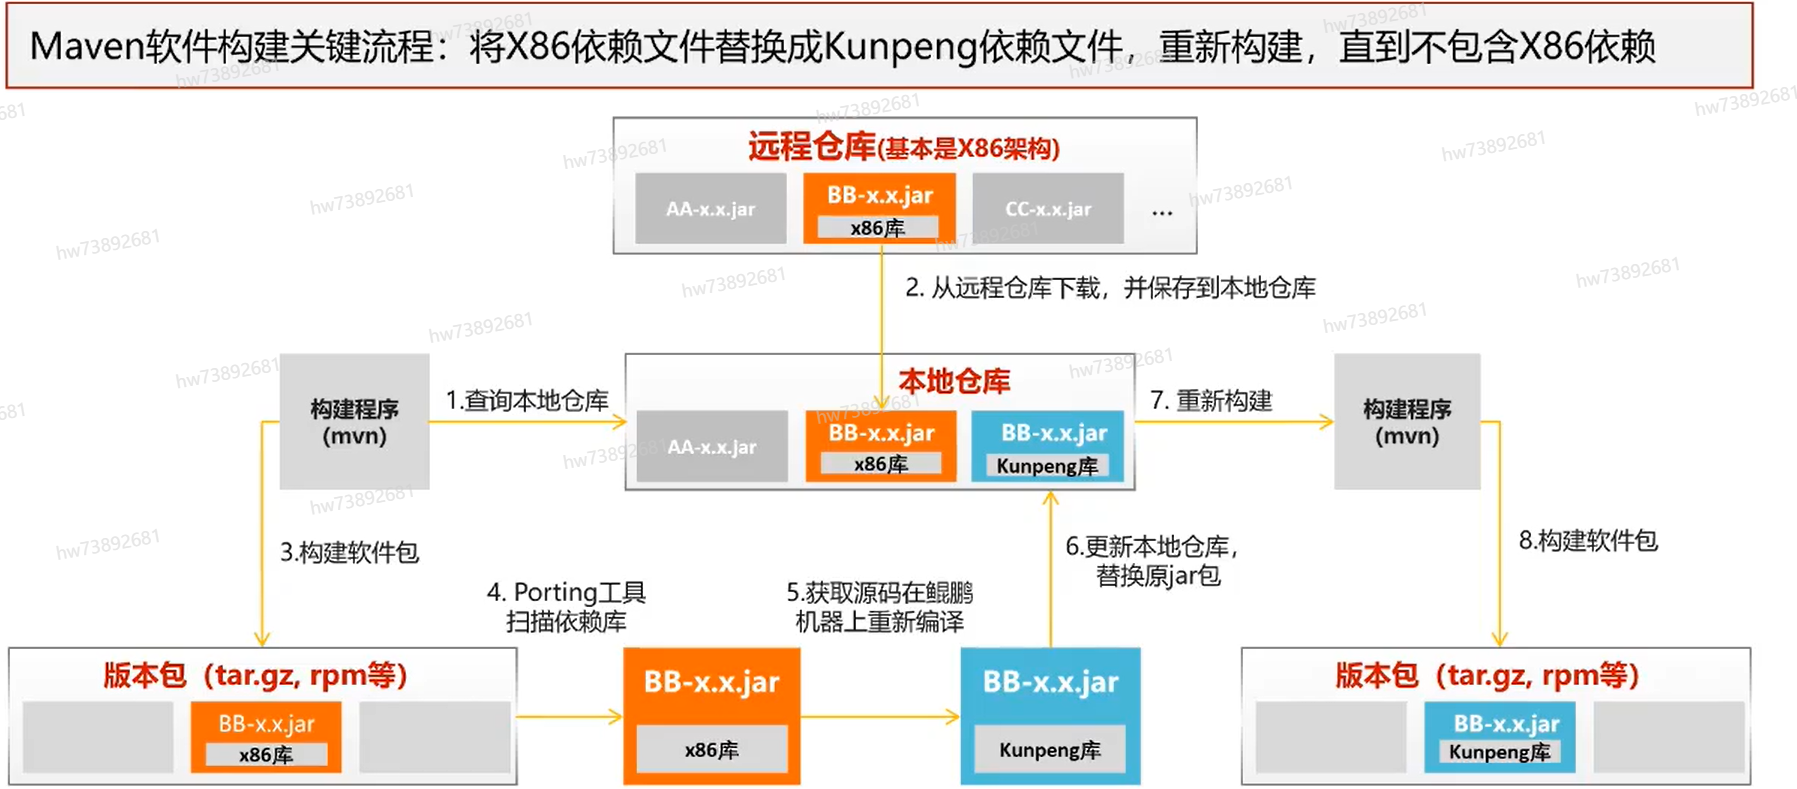 Maven软件构建关键流程：将X86依赖文件替换成Kunpeng依赖文件，重新构建，直到不包含X86依赖
远程仓库(基本是X86架构)
AA-x.x.jar
BB-x.x.jar
x86库
CC-x.x.jar
...
2. 从远程仓库下载，并保存到本地仓库
构建程序
(mvn)
1.查询本地仓库
本地仓库
AA-x.x.jar
BB-x.x.jar
x86库
BB-x.x.jar
Kunpeng库
7. 重新构建
构建程序
(mvn)
3.构建软件包
4. Porting工具
扫描依赖库
5.获取源码在鲲鹏
机器上重新编译
6.更新本地仓库，
替换原jar包
8.构建软件包
版本包（tar.gz, rpm等）
BB-x.x.jar
x86库
BB-x.x.jar
x86库
BB-x.x.jar
Kunpeng库
版本包（tar.gz, rpm等）
BB-x.x.jar
Kunpeng库
hw73892681